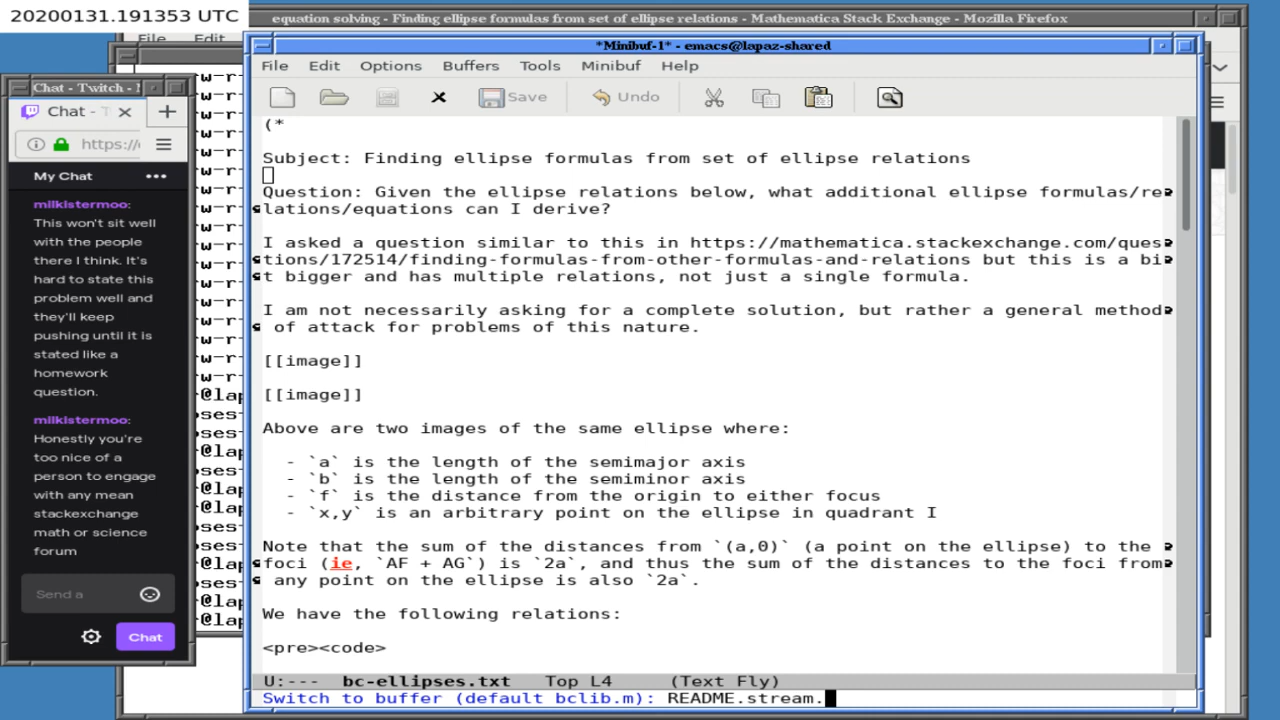 20200131.191353 UTC
equation solving - Finding ellipse formulas from set of ellipse relations - Mathematica Stack Exchange - Mozilla Firefox
File Edit
*Minibuf-1* - emacs@lapaz-shared
File Edit Options Buffers Tools Minibuf Help
Save Undo
Chat - Twitch -
Chat - T
https://
My Chat
milkistermoo:
This won't sit well
with the people
there I think. It's
hard to state this
problem well and
they'll keep
pushing until it is
stated like a
homework
question.
milkistermoo:
Honestly you're
too nice of a
person to engage
with any mean
stackexchange
math or science
forum
Send a
Chat
(*
Subject: Finding ellipse formulas from set of ellipse relations
Question: Given the ellipse relations below, what additional ellipse formulas/re
lations/equations can I derive?
I asked a question similar to this in https://mathematica.stackexchange.com/ques
tions/172514/finding-formulas-from-other-formulas-and-relations but this is a bi
t bigger and has multiple relations, not just a single formula.
I am not necessarily asking for a complete solution, but rather a general method
of attack for problems of this nature.
[[image]]
[[image]]
Above are two images of the same ellipse where:
- `a` is the length of the semimajor axis
- `b` is the length of the semiminor axis
- `f` is the distance from the origin to either focus
- `x,y` is an arbitrary point on the ellipse in quadrant I
Note that the sum of the distances from `(a,0)` (a point on the ellipse) to the
foci (ie, `AF + AG`) is `2a`, and thus the sum of the distances to the foci from
any point on the ellipse is also `2a`.
We have the following relations:
<pre><code>
U:--- bc-ellipses.txt Top L4 (Text Fly)
Switch to buffer (default bclib.m): README.stream.